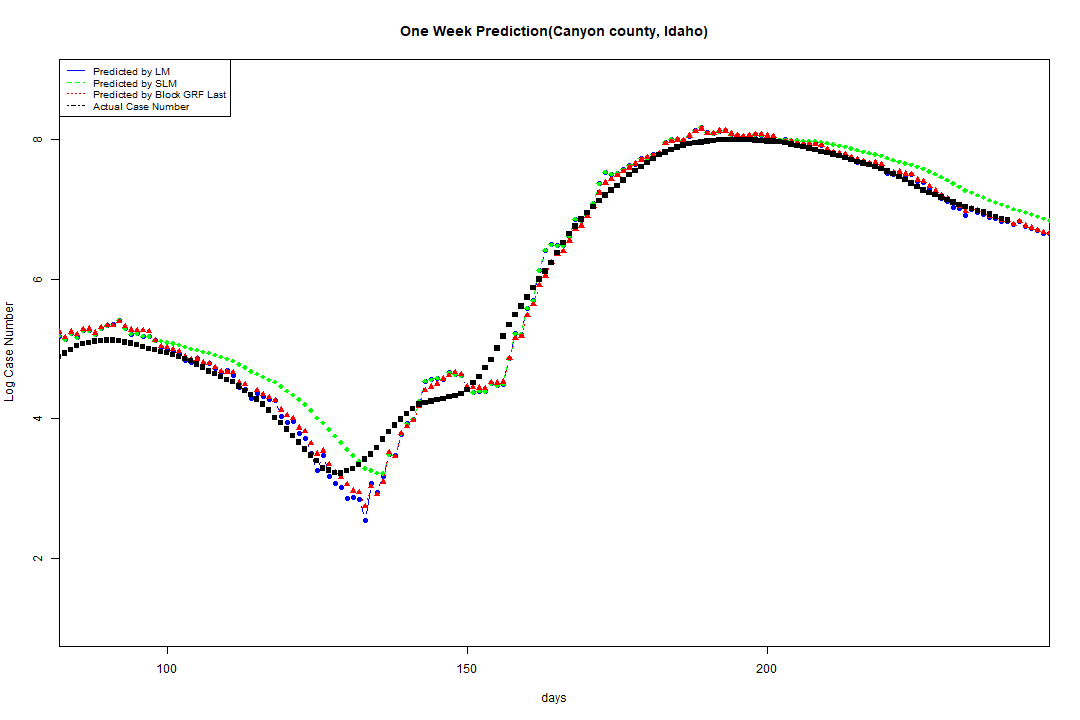 One Week Prediction(Canyon county, Idaho)
Predicted by LM
Predicted by SLM
Predicted by Block GRF Last
Actual Case Number
8
6
4
2
Log Case Number
100 150 200
days